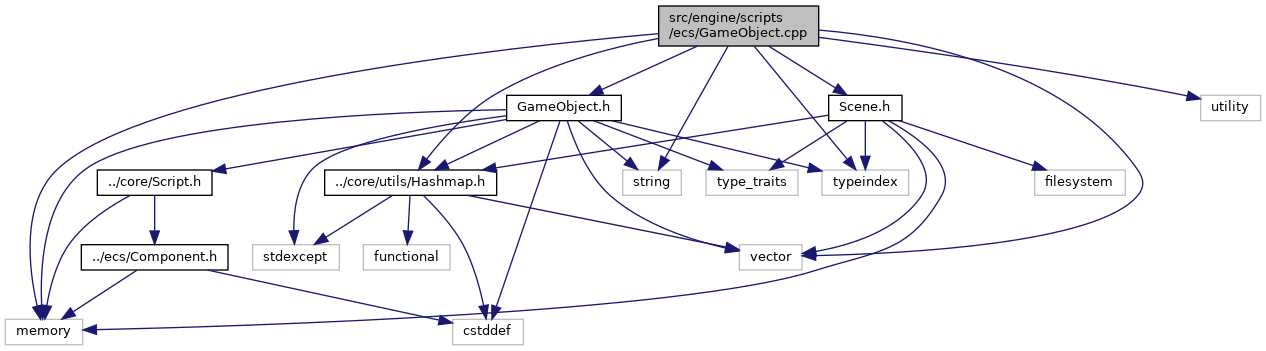 src/engine/scripts
/ecs/GameObject.cpp
GameObject.h
Scene.h
utility
../core/Script.h
../core/utils/Hashmap.h
string
type_traits
typeindex
filesystem
../ecs/Component.h
stdexcept
functional
vector
memory
cstddef